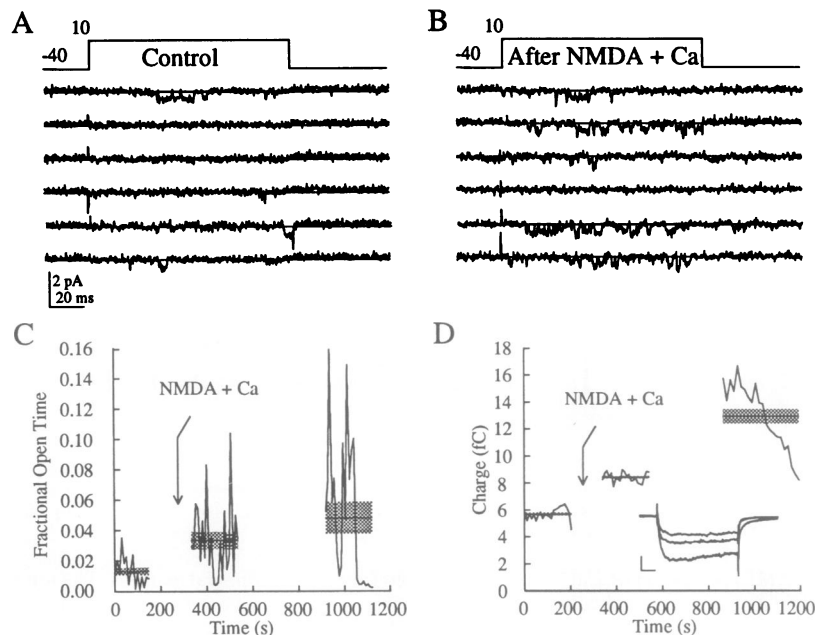 A
10
-40
Control
B
10
-40
After NMDA + Ca
2 pA
20 ms
C
0.16
0.14
0.12
0.10
0.08
0.06
0.04
0.02
0.00
Fractional Open Time
NMDA + Ca
0 200 400 600 800 1000 1200
Time (s)
D
18
16
14
12
10
8
6
4
2
0
Charge (fC)
NMDA + Ca
0 200 400 600 800 1000 1200
Time (s)